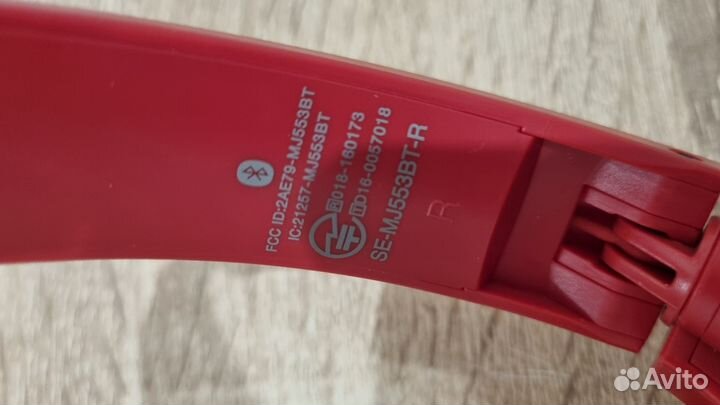 FCC ID:2AE79-MJ553BT
IC:21257-MJ553BT
R 018-160173
T D16-0057018
SE-MJ553BT-R
R
Avito